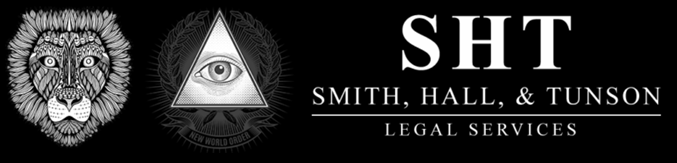 NEW WORLD ORDER
SHT
SMITH, HALL, & TUNSON
LEGAL SERVICES